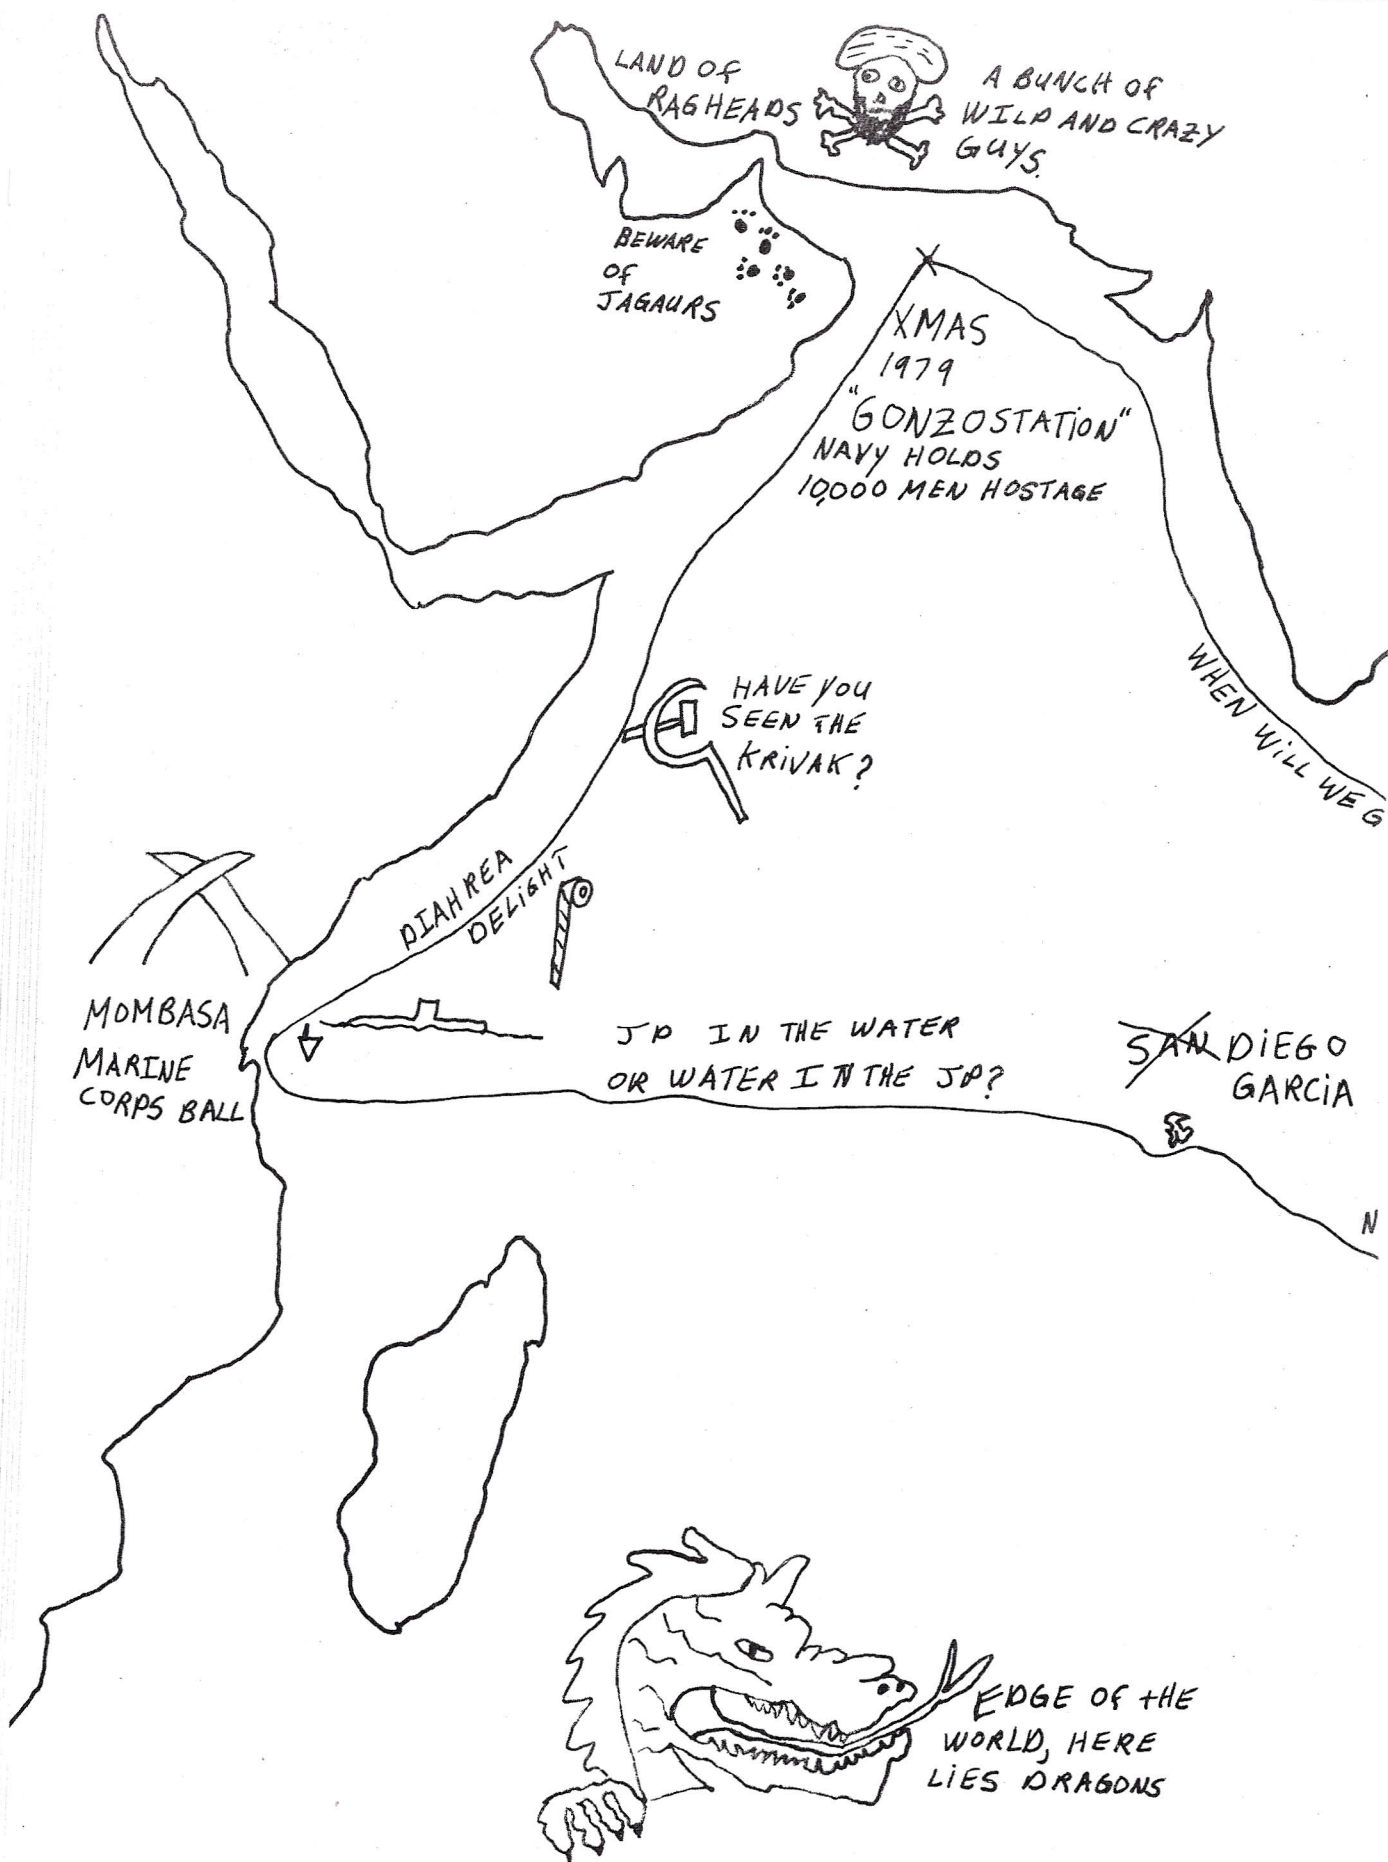 LAND OF
RAGHEADS
A BUNCH OF
WILD AND CRAZY
GUYS.
BEWARE
OF
JAGAURS
XMAS
1979
"GONZOSTATION"
NAVY HOLDS
10,000 MEN HOSTAGE
WHEN WILL WE G
HAVE YOU
SEEN THE
KRIVAK?
DIAHREA
DELIGHT
MOMBASA
MARINE
CORPS BALL
JP IN THE WATER
OR WATER IN THE JP?
SAN DIEGO
GARCIA
N
EDGE OF THE
WORLD, HERE
LIES DRAGONS